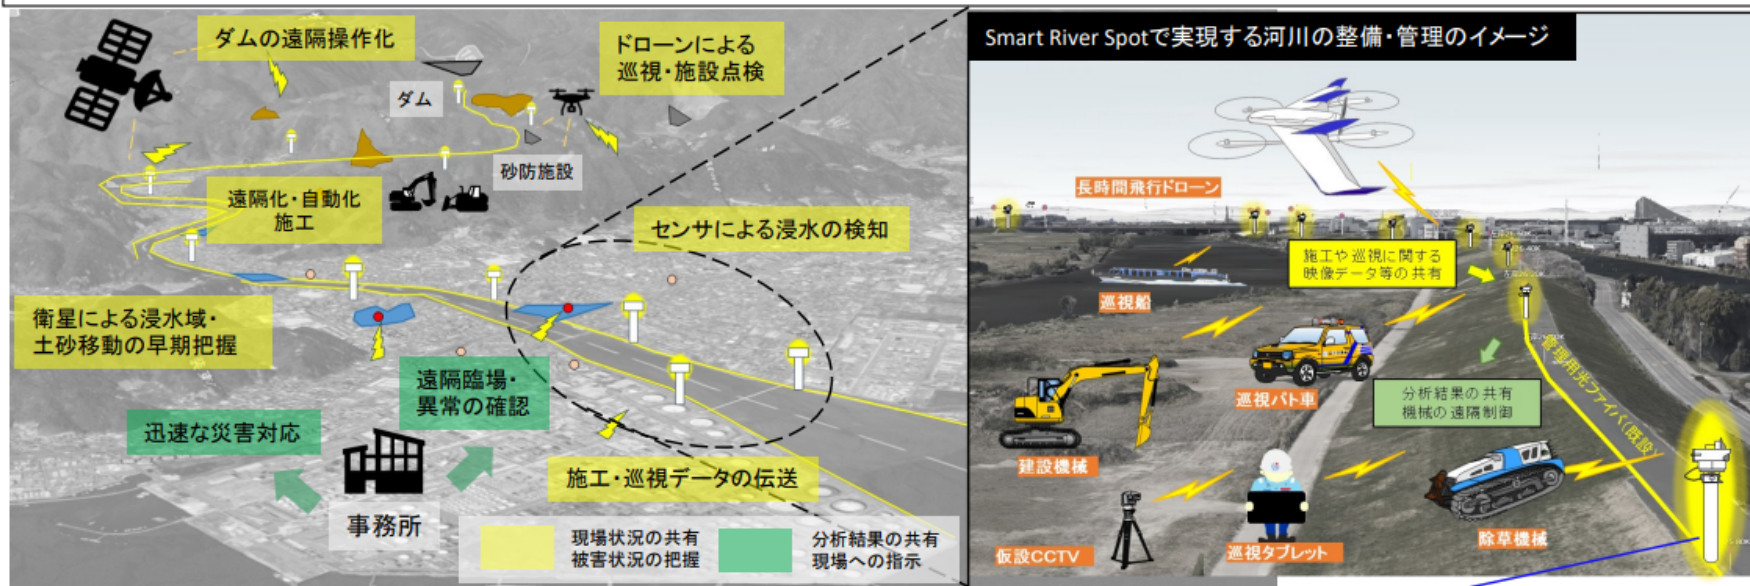 ダムの遠隔操作化
ドローンによる
巡視・施設点検
ダム
砂防施設
遠隔化・自動化
施工
センサによる浸水の検知
衛星による浸水域・
土砂移動の早期把握
遠隔臨場・
異常の確認
迅速な災害対応
施工・巡視データの伝送
事務所
現場状況の共有
被害状況の把握
分析結果の共有
現場への指示
Smart River Spotで実現する河川の整備・管理のイメージ
長時間飛行ドローン
施工や巡視に関する
映像データ等の共有
巡視船
巡視パト車
分析結果の共有
機械の遠隔制御
管理用光ファイバ(既設)
建設機械
仮設CCTV
巡視タブレット
除草機械